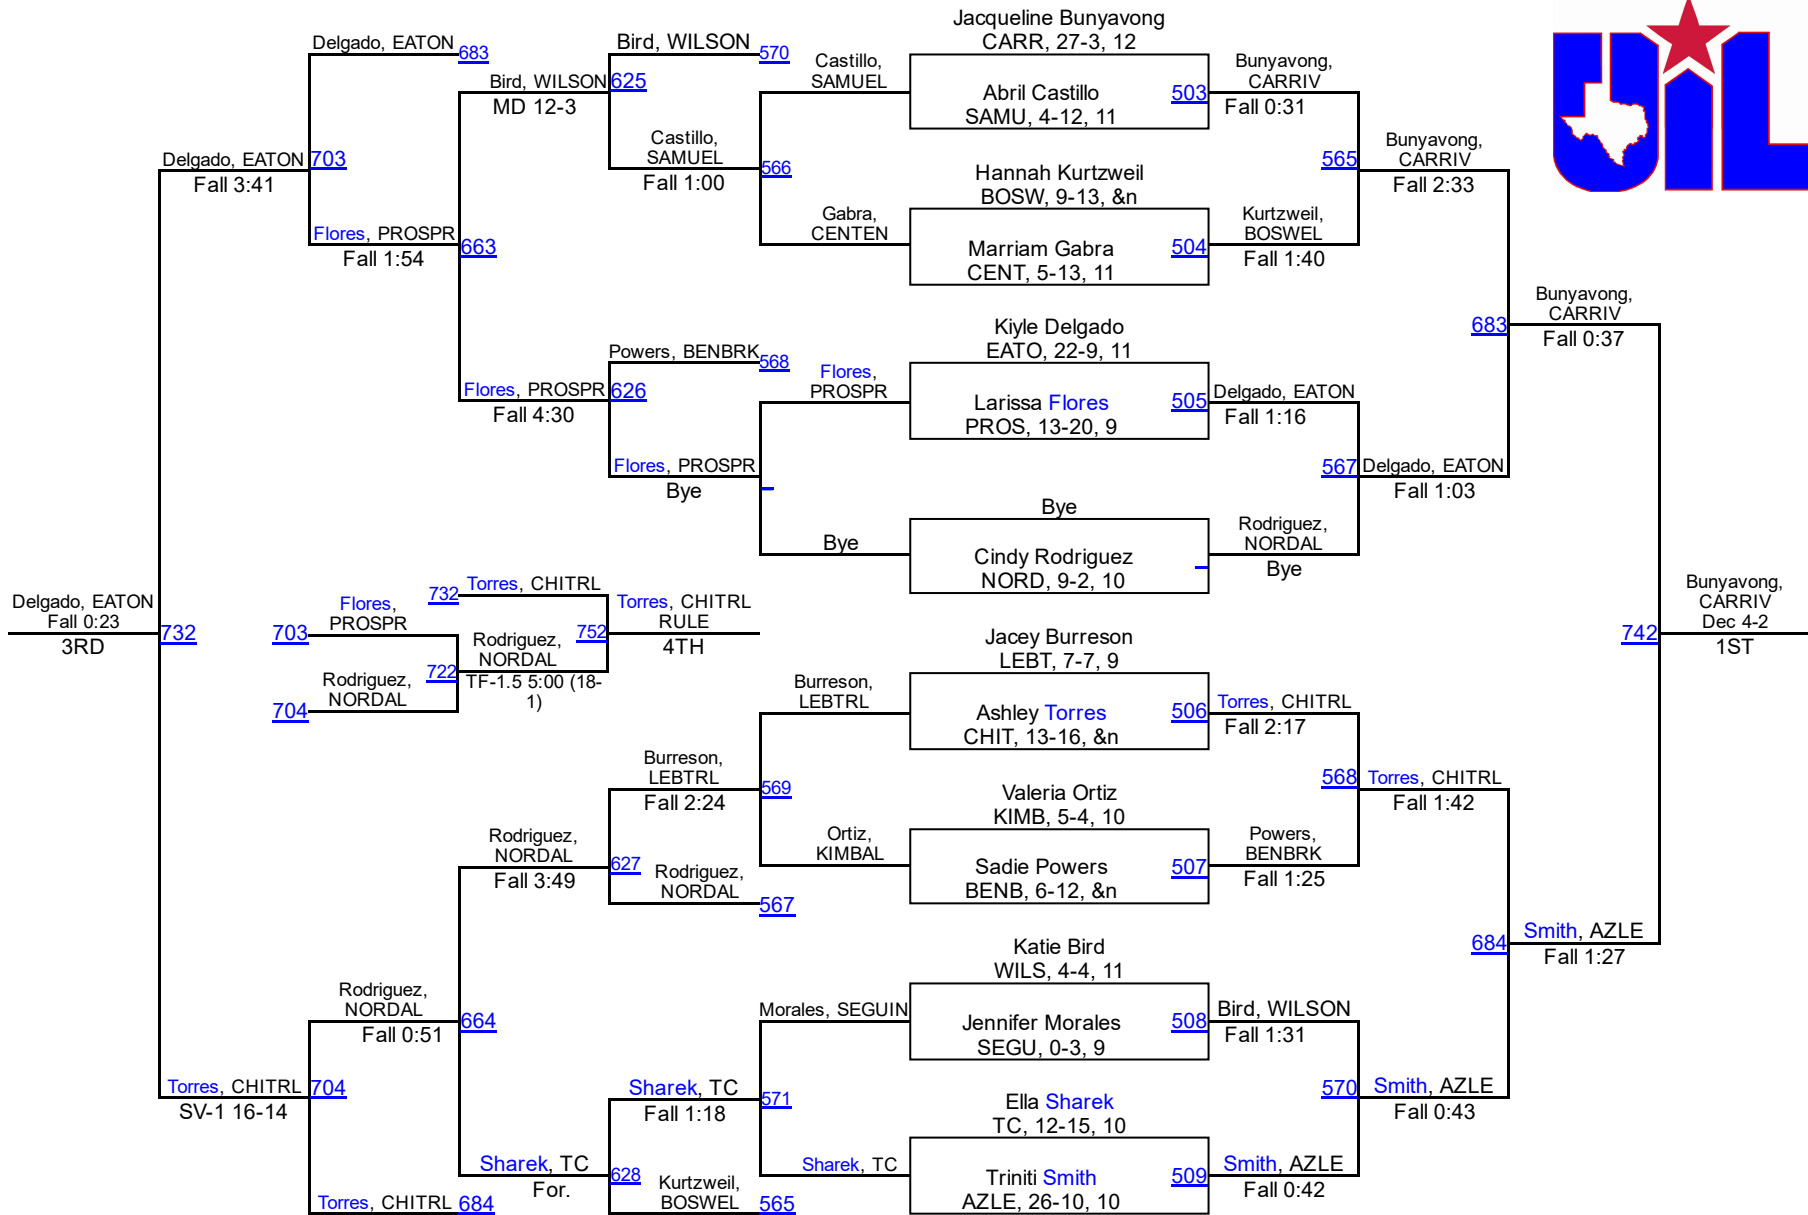 Jacqueline Bunyavong
CARR, 27-3, 12
Abril Castillo
SAMU, 4-12, 11
503
Hannah Kurtzweil
BOSW, 9-13, &n
Marriam Gabra
CENT, 5-13, 11
504
Kiyle Delgado
EATO, 22-9, 11
Larissa Flores
PROS, 13-20, 9
505
Bye
Cindy Rodriguez
NORD, 9-2, 10
Jacey Burreson
LEBT, 7-7, 9
Ashley Torres
CHIT, 13-16, &n
506
Valeria Ortiz
KIMB, 5-4, 10
Sadie Powers
BENB, 6-12, &n
507
Katie Bird
WILS, 4-4, 11
Jennifer Morales
SEGU, 0-3, 9
508
Ella Sharek
TC, 12-15, 10
Triniti Smith
AZLE, 26-10, 10
509
Bunyavong,
CARRIV
Fall 0:31
565
Kurtzweil,
BOSWEL
Fall 1:40
Delgado, EATON
Fall 1:16
567
Rodriguez,
NORDAL
Bye
Torres, CHITRL
Fall 2:17
568
Powers,
BENBRK
Fall 1:25
Bird, WILSON
Fall 1:31
570
Smith, AZLE
Fall 0:42
Bunyavong,
CARRIV
Fall 2:33
683
Delgado, EATON
Fall 1:03
Torres, CHITRL
Fall 1:42
684
Smith, AZLE
Fall 0:43
Bunyavong,
CARRIV
Fall 0:37
742
Smith, AZLE
Fall 1:27
Bunyavong,
CARRIV
Dec 4-2
1ST
UIL
Castillo,
SAMUEL
566
Gabra,
CENTEN
Flores,
PROSPR
Bye
Burreson,
LEBTRL
569
Ortiz,
KIMBAL
Morales, SEGUIN
571
Sharek, TC
Bird, WILSON
570
625
Castillo,
SAMUEL
Fall 1:00
Powers, BENBRK
568
626
Flores, PROSPR
Bye
Burreson,
LEBTRL
Fall 2:24
627
Rodriguez,
NORDAL
567
Sharek, TC
Fall 1:18
628
Kurtzweil,
BOSWEL
565
Bird, WILSON
MD 12-3
663
Flores, PROSPR
Fall 4:30
Rodriguez,
NORDAL
Fall 3:49
664
Sharek, TC
For.
Delgado, EATON
683
703
Flores, PROSPR
Fall 1:54
Rodriguez,
NORDAL
Fall 0:51
704
Torres, CHITRL
684
Delgado, EATON
Fall 3:41
732
Torres, CHITRL
SV-1 16-14
Delgado, EATON
Fall 0:23
3RD
703
Flores,
PROSPR
722
704
Rodriguez,
NORDAL
732
Torres, CHITRL
752
Rodriguez,
NORDAL
TF-1.5 5:00 (18-
1)
Torres, CHITRL
RULE
4TH